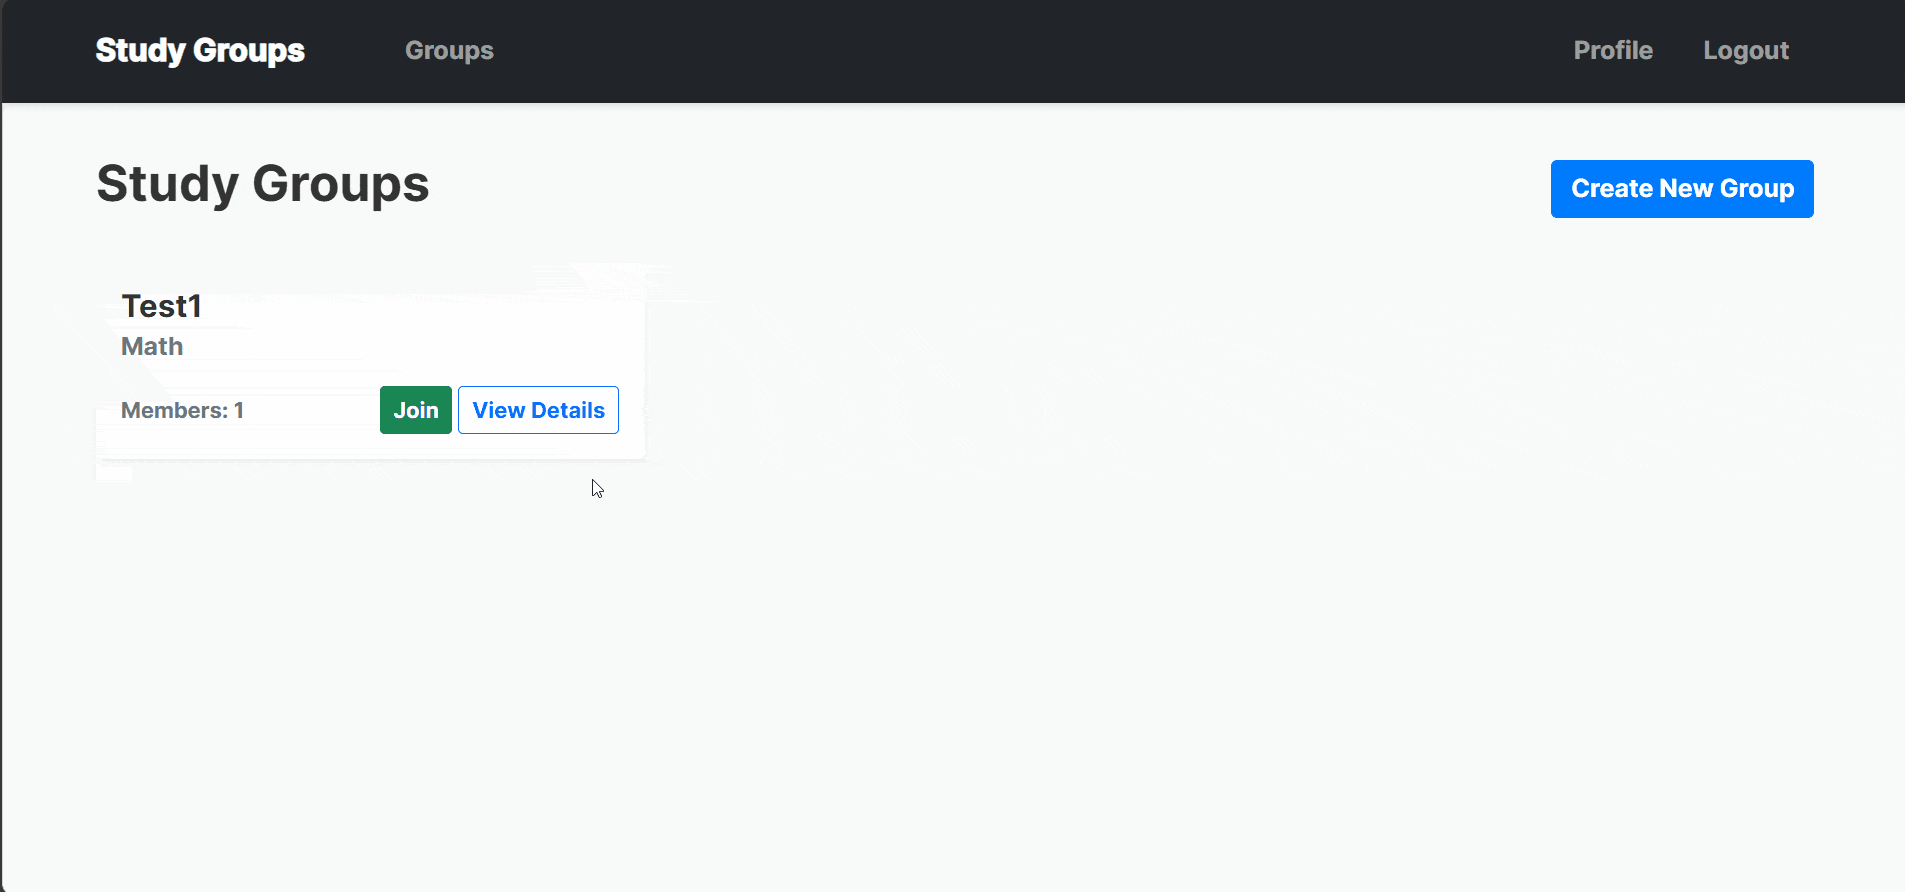 Study Groups Groups Profile Logout
Study Groups Create New Group
Test1
Math
Members: 1 Join View Details